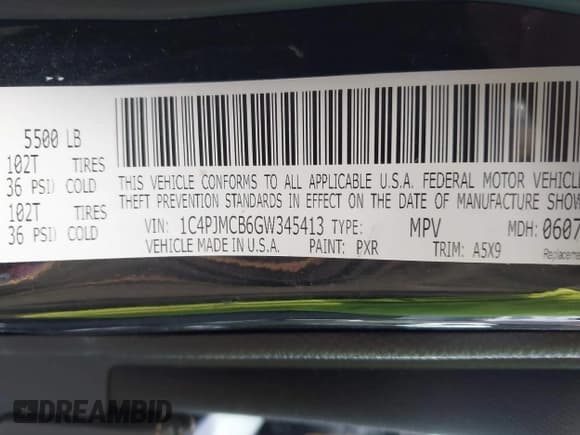 5500 LB
102T TIRES
36 PSI COLD
102T TIRES
36 PSI COLD
THIS VEHICLE CONFORMS TO ALL APPLICABLE U.S.A. FEDERAL MOTOR VEHICLE
THEFT PREVENTION STANDARDS IN EFFECT ON THE DATE OF MANUFACTURE SHOW
VIN: 1C4PJMCB6GW345413 TYPE: MPV MDH: 0607
VEHICLE MADE IN U.S.A. PAINT: PXR TRIM: A5X9
Replaceme
DREAMBID